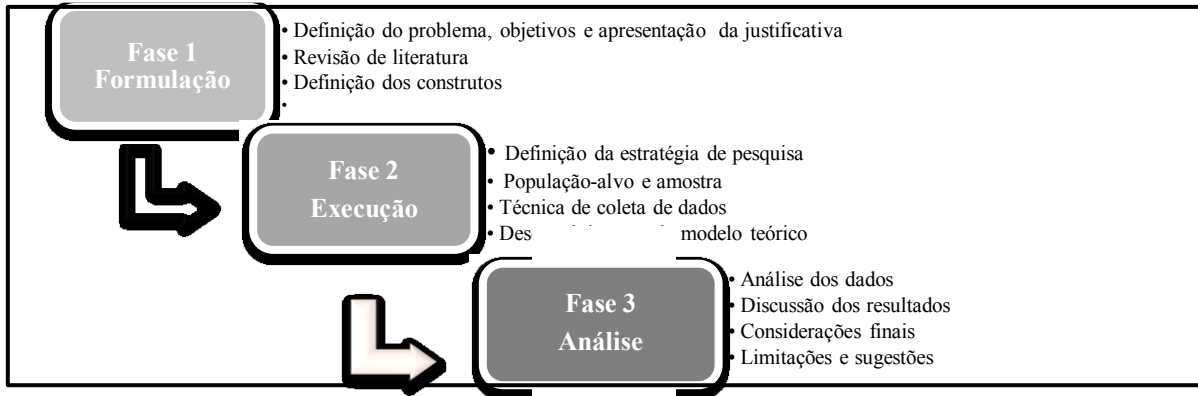 Fase 1
Formulação
• Definição do problema, objetivos e apresentação da justificativa
• Revisão de literatura
• Definição dos construtos
•
Fase 2
Execução
• Definição da estratégia de pesquisa
• População-alvo e amostra
• Técnica de coleta de dados
• Des modelo teórico
Fase 3
Análise
• Análise dos dados
• Discussão dos resultados
• Considerações finais
• Limitações e sugestões